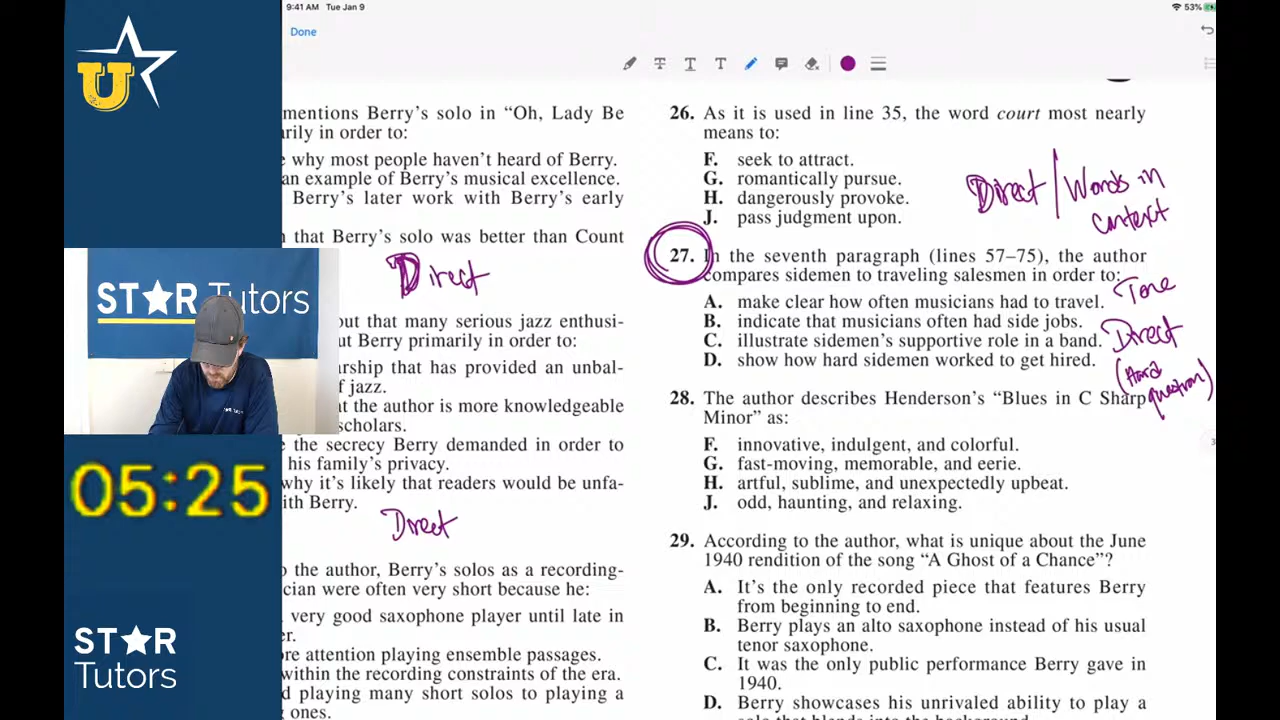 9:41 AM Tue Jan 9
53%
Done
U
mentions Berry's solo in "Oh, Lady Be
arily in order to:
e why most people haven't heard of Berry.
an example of Berry's musical excellence.
Berry's later work with Berry's early
n that Berry's solo was better than Count
Direct
out that many serious jazz enthusi-
ut Berry primarily in order to:
arship that has provided an unbal-
f jazz.
at the author is more knowledgeable
scholars.
e the secrecy Berry demanded in order to
his family's privacy.
why it's likely that readers would be unfa-
ith Berry.
Direct
o the author, Berry's solos as a recording-
cian were often very short because he:
very good saxophone player until late in
er.
ore attention playing ensemble passages.
within the recording constraints of the era.
d playing many short solos to playing a
ong ones.
26. As it is used in line 35, the word court most nearly
means to:
F. seek to attract.
G. romantically pursue.
H. dangerously provoke.
J. pass judgment upon.
Direct / Words in
context
27. In the seventh paragraph (lines 57–75), the author
compares sidemen to traveling salesmen in order to:
A. make clear how often musicians had to travel.
B. indicate that musicians often had side jobs.
C. illustrate sidemen's supportive role in a band.
D. show how hard sidemen worked to get hired.
Tone
Direct
(Hard
question)
28. The author describes Henderson's "Blues in C Sharp
Minor" as:
F. innovative, indulgent, and colorful.
G. fast-moving, memorable, and eerie.
H. artful, sublime, and unexpectedly upbeat.
J. odd, haunting, and relaxing.
29. According to the author, what is unique about the June
1940 rendition of the song "A Ghost of a Chance"?
A. It's the only recorded piece that features Berry
from beginning to end.
B. Berry plays an alto saxophone instead of his usual
tenor saxophone.
C. It was the only public performance Berry gave in
1940.
D. Berry showcases his unrivaled ability to play a
solo that blends into the background.
STAR
Tutors
05:25
STAR
Tutors